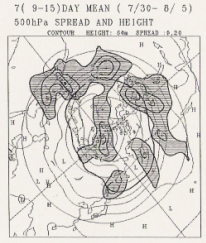 7( 9-15)DAY MEAN ( 7/30- 8/ 5)
500hPa SPREAD AND HEIGHT
CONTOUR HEIGHT: 60m SPREAD :0.20
H
H
H
H
H
H
L
L
H
H
H